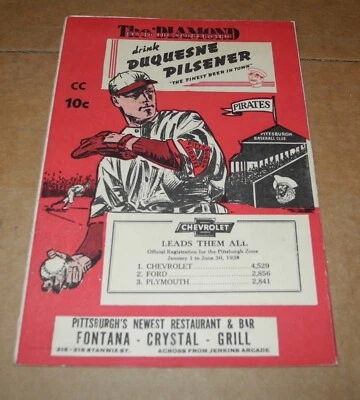 The DIAMOND
drink
DUQUESNE
PILSENER
"THE FINEST BEER IN TOWN"
CC
10c
PIRATES
PITTSBURGH
BASEBALL CLUB
CHEVROLET
LEADS THEM ALL
Official Registration for the Pittsburgh Zone
January 1 to June 30, 1938
1. CHEVROLET 4,529
2. FORD 2,856
3. PLYMOUTH 2,841
PITTSBURGH'S NEWEST RESTAURANT & BAR
FONTANA - CRYSTAL - GRILL
STANWIX ST. ACROSS FROM JENKINS ARCADE